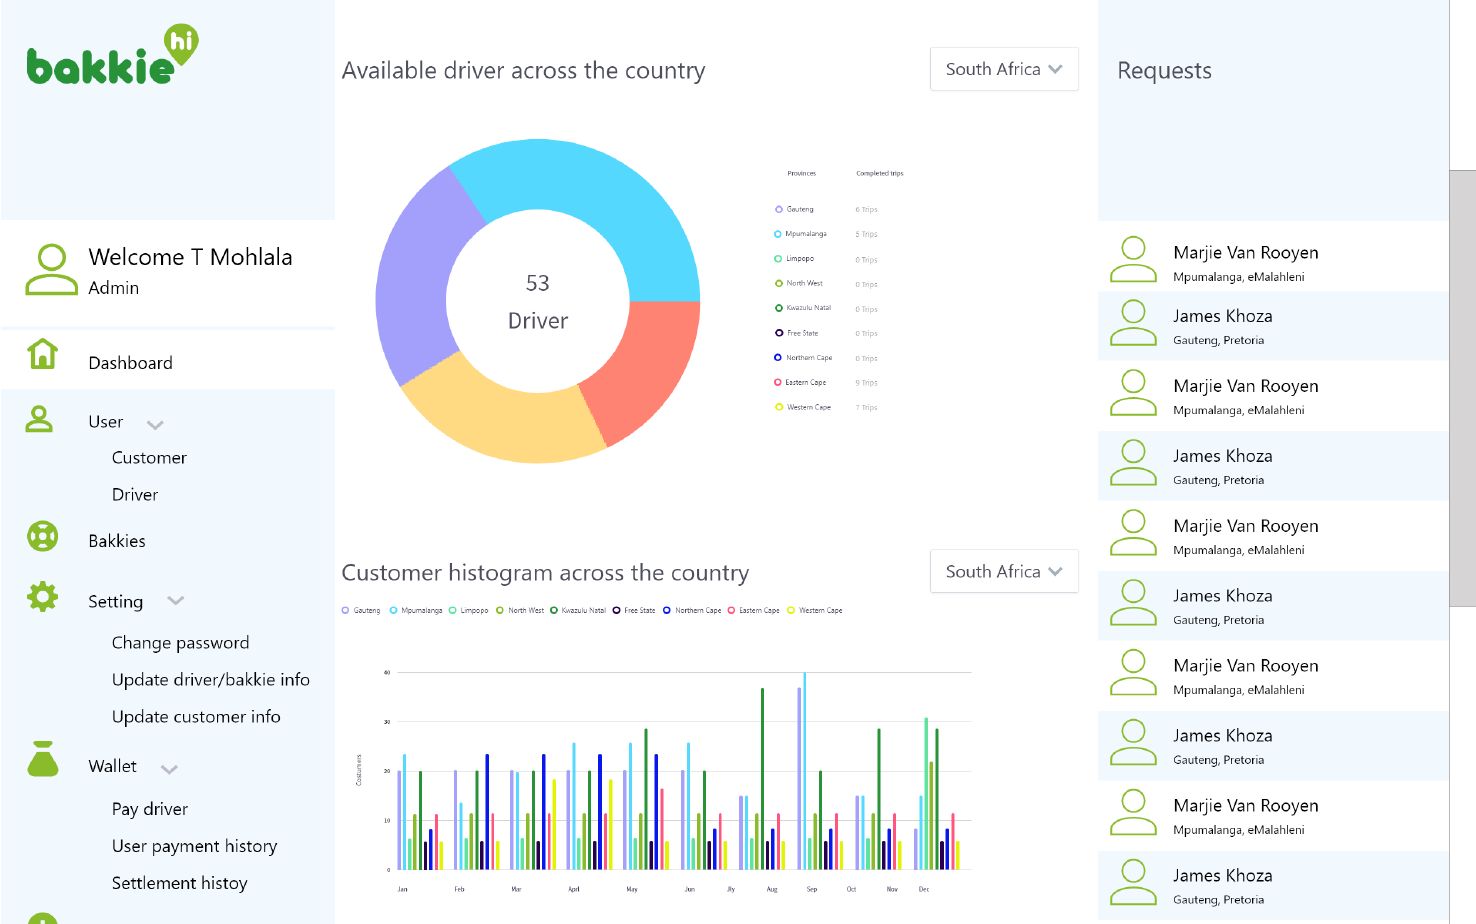 hi
bakkie
Welcome T Mohlala
Admin
Dashboard
User
Customer
Driver
Bakkies
Setting
Change password
Update driver/bakkie info
Update customer info
Wallet
Pay driver
User payment history
Settlement histoy
Available driver across the country
South Africa
53
Driver
Provinces Completed trips
Gauteng 6 Trips
Mpumalanga 5 Trips
Limpopo 0 Trips
North West 0 Trips
Kwazulu Natal 0 Trips
Free State 0 Trips
Northern Cape 0 Trips
Eastern Cape 9 Trips
Western Cape 7 Trips
Customer histogram across the country
South Africa
Gauteng Mpumalanga Limpopo North West Kwazulu Natal Free State Northern Cape Eastern Cape Western Cape
Costumers
40
30
20
10
0
Jan Feb Mar Aprl May Jun Jly Aug Sep Oct Nov Dec
Requests
Marjie Van Rooyen
Mpumalanga, eMalahleni
James Khoza
Gauteng, Pretoria
Marjie Van Rooyen
Mpumalanga, eMalahleni
James Khoza
Gauteng, Pretoria
Marjie Van Rooyen
Mpumalanga, eMalahleni
James Khoza
Gauteng, Pretoria
Marjie Van Rooyen
Mpumalanga, eMalahleni
James Khoza
Gauteng, Pretoria
Marjie Van Rooyen
Mpumalanga, eMalahleni
James Khoza
Gauteng, Pretoria